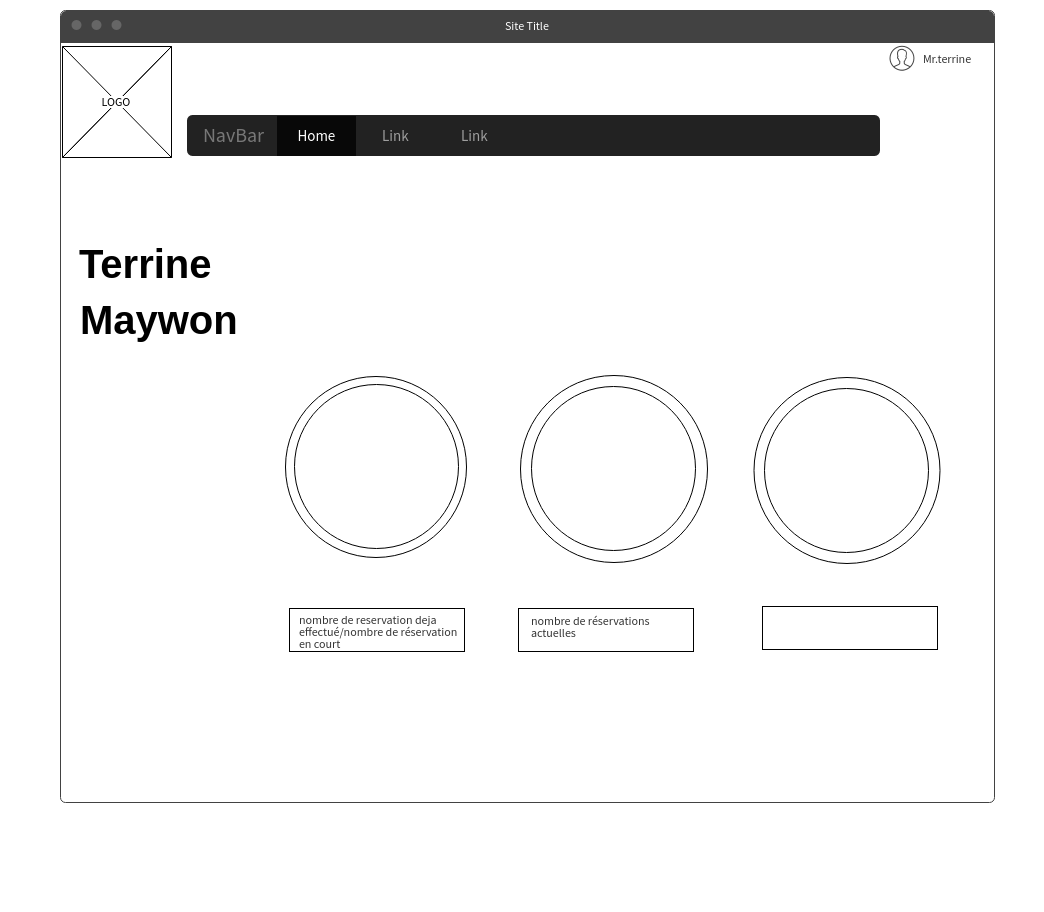 Site Title
LOGO
Mr.terrine
NavBar Home Link Link
Terrine
Maywon
nombre de reservation deja
effectué/nombre de réservation
en court
nombre de réservations
actuelles